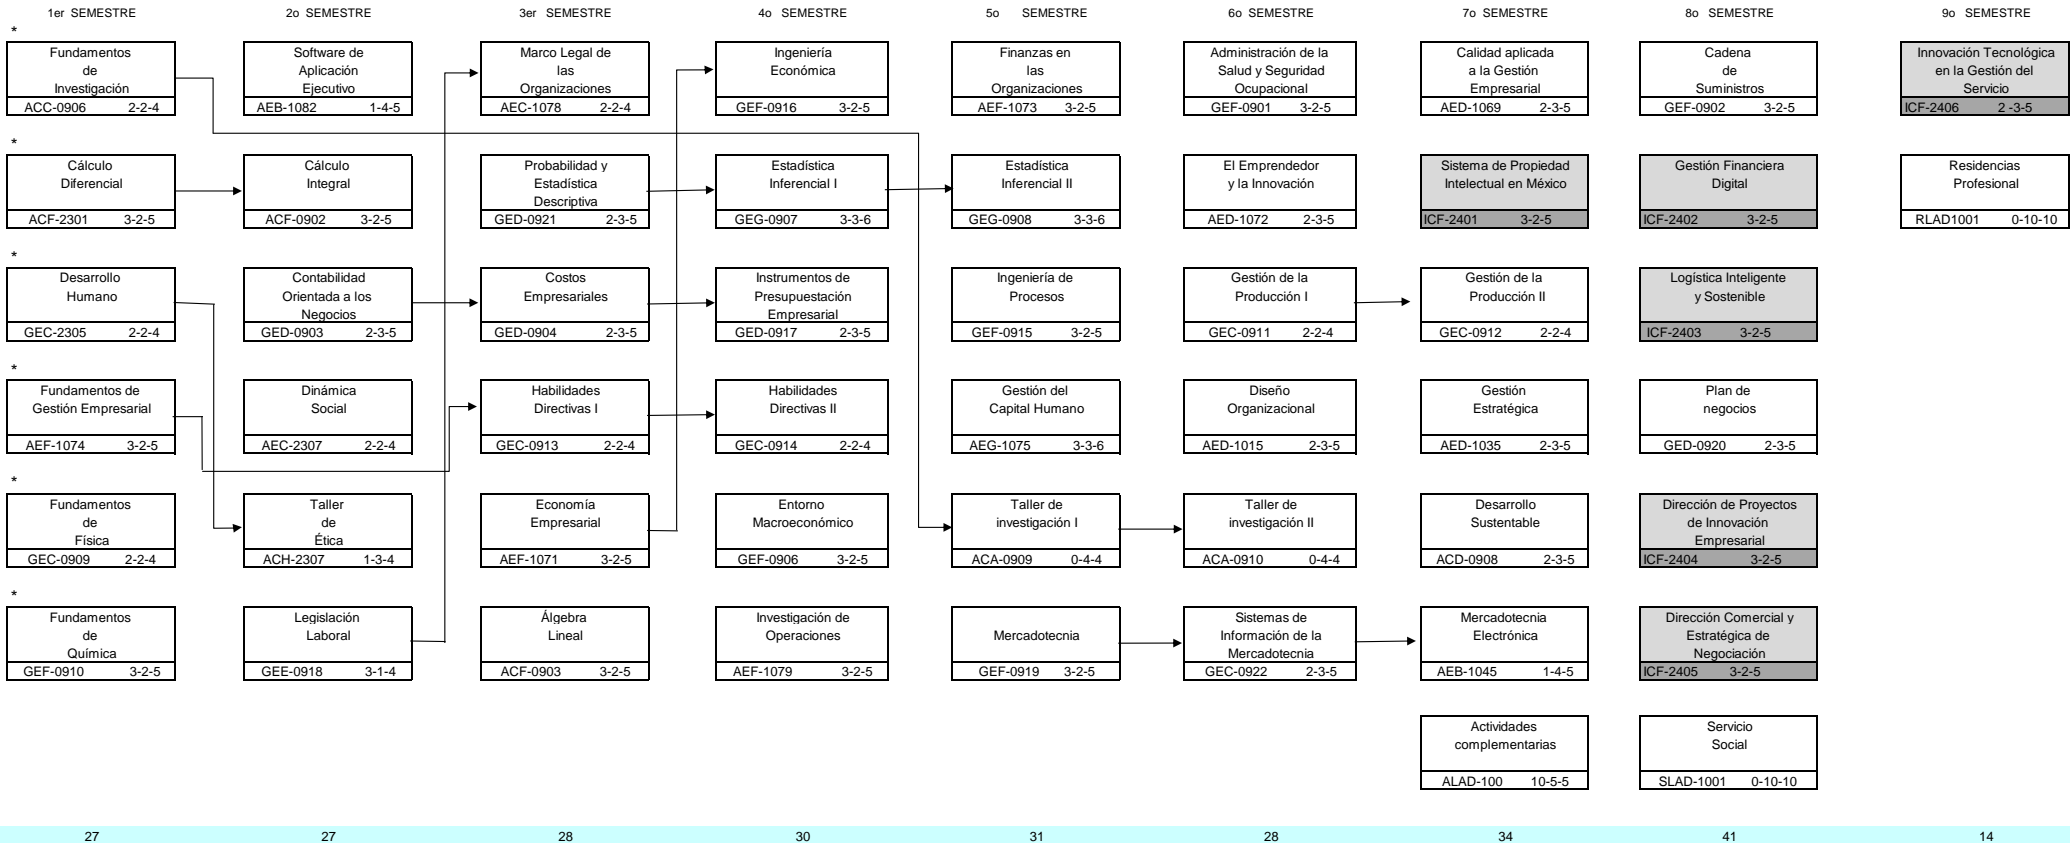 1er SEMESTRE
2o SEMESTRE
3er SEMESTRE
4o SEMESTRE
5o SEMESTRE
6o SEMESTRE
7o SEMESTRE
8o SEMESTRE
9o SEMESTRE
*
Fundamentos
de
Investigación
ACC-0906 2-2-4
Software de
Aplicación
Ejecutivo
AEB-1082 1-4-5
Marco Legal de
las
Organizaciones
AEC-1078 2-2-4
Ingeniería
Económica
GEF-0916 3-2-5
Finanzas en
las
Organizaciones
AEF-1073 3-2-5
Administración de la
Salud y Seguridad
Ocupacional
GEF-0901 3-2-5
Calidad aplicada
a la Gestión
Empresarial
AED-1069 2-3-5
Cadena
de
Suministros
GEF-0902 3-2-5
Innovación Tecnológica
en la Gestión del
Servicio
ICF-2406 2 -3-5
*
Cálculo
Diferencial
ACF-2301 3-2-5
Cálculo
Integral
ACF-0902 3-2-5
Probabilidad y
Estadística
Descriptiva
GED-0921 2-3-5
Estadística
Inferencial I
GEG-0907 3-3-6
Estadística
Inferencial II
GEG-0908 3-3-6
El Emprendedor
y la Innovación
AED-1072 2-3-5
Sistema de Propiedad
Intelectual en México
ICF-2401 3-2-5
Gestión Financiera
Digital
ICF-2402 3-2-5
Residencias
Profesional
RLAD1001 0-10-10
*
Desarrollo
Humano
GEC-2305 2-2-4
Contabilidad
Orientada a los
Negocios
GED-0903 2-3-5
Costos
Empresariales
GED-0904 2-3-5
Instrumentos de
Presupuestación
Empresarial
GED-0917 2-3-5
Ingeniería de
Procesos
GEF-0915 3-2-5
Gestión de la
Producción I
GEC-0911 2-2-4
Gestión de la
Producción II
GEC-0912 2-2-4
Logística Inteligente
y Sostenible
ICF-2403 3-2-5
*
Fundamentos de
Gestión Empresarial
AEF-1074 3-2-5
Dinámica
Social
AEC-2307 2-2-4
Habilidades
Directivas I
GEC-0913 2-2-4
Habilidades
Directivas II
GEC-0914 2-2-4
Gestión del
Capital Humano
AEG-1075 3-3-6
Diseño
Organizacional
AED-1015 2-3-5
Gestión
Estratégica
AED-1035 2-3-5
Plan de
negocios
GED-0920 2-3-5
*
Fundamentos
de
Física
GEC-0909 2-2-4
Taller
de
Ética
ACH-2307 1-3-4
Economía
Empresarial
AEF-1071 3-2-5
Entorno
Macroeconómico
GEF-0906 3-2-5
Taller de
investigación I
ACA-0909 0-4-4
Taller de
investigación II
ACA-0910 0-4-4
Desarrollo
Sustentable
ACD-0908 2-3-5
Dirección de Proyectos
de Innovación
Empresarial
ICF-2404 3-2-5
*
Fundamentos
de
Química
GEF-0910 3-2-5
Legislación
Laboral
GEE-0918 3-1-4
Álgebra
Lineal
ACF-0903 3-2-5
Investigación de
Operaciones
AEF-1079 3-2-5
Mercadotecnia
GEF-0919 3-2-5
Sistemas de
Información de la
Mercadotecnia
GEC-0922 2-3-5
Mercadotecnia
Electrónica
AEB-1045 1-4-5
Dirección Comercial y
Estratégica de
Negociación
ICF-2405 3-2-5
Actividades
complementarias
ALAD-100 10-5-5
Servicio
Social
SLAD-1001 0-10-10
27 27 28 30 31 28 34 41 14